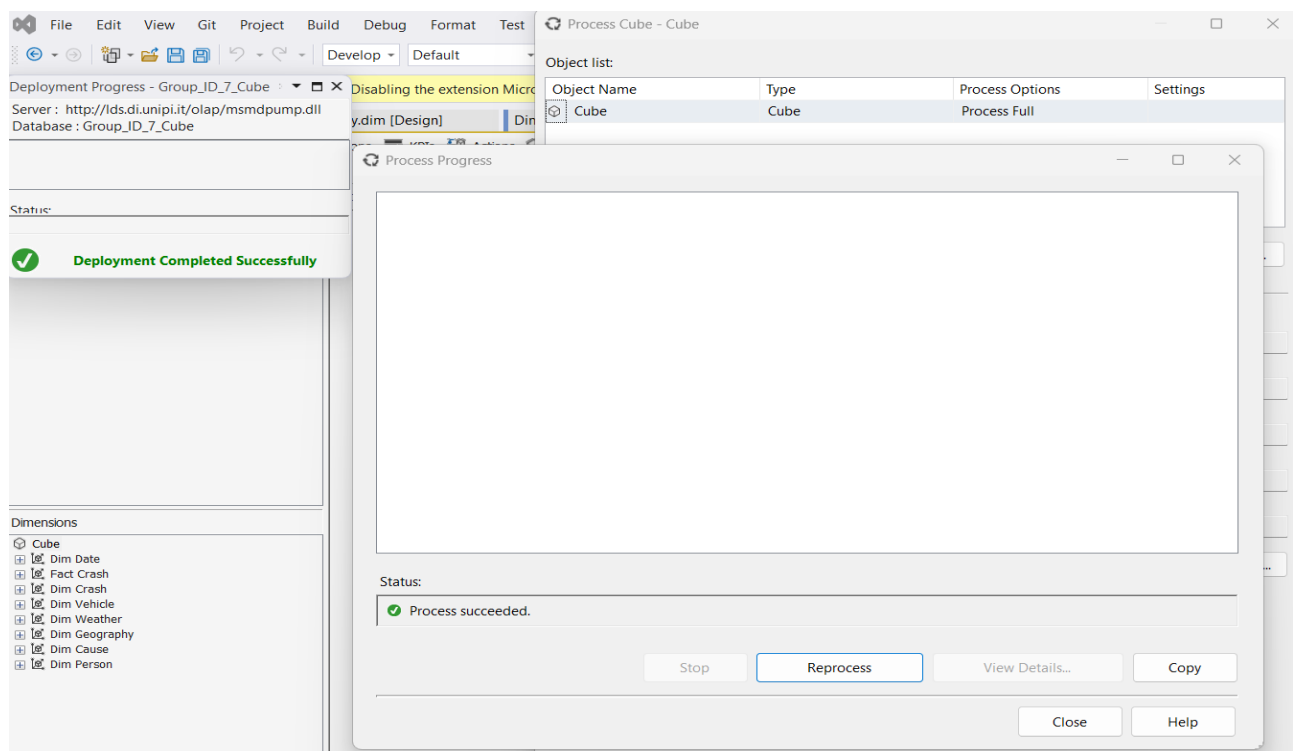 File Edit View Git Project Build Debug Format Test
Develop Default
Deployment Progress - Group_ID_7_Cube
Server : http://lds.di.unipi.it/olap/msmdpump.dll
Database : Group_ID_7_Cube
Status:
Deployment Completed Successfully
Disabling the extension Micro
y.dim [Design] Din
KPIs Actions
Dimensions
Cube
Dim Date
Fact Crash
Dim Crash
Dim Vehicle
Dim Weather
Dim Geography
Dim Cause
Dim Person
Process Cube - Cube
Object list:
Object Name Type Process Options Settings
Cube Cube Process Full
Process Progress
Status:
Process succeeded.
Stop Reprocess View Details... Copy
Close Help